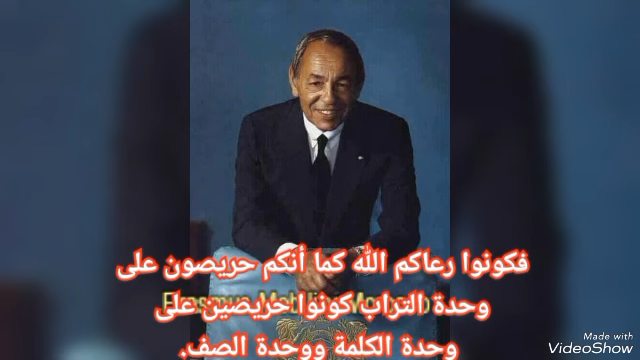 فكونوا رعاكم الله كما أنكم حريصون على
وحدة التراب كونوا حريصين على
وحدة الكلمة ووحدة الصف.
Made with
VideoShow